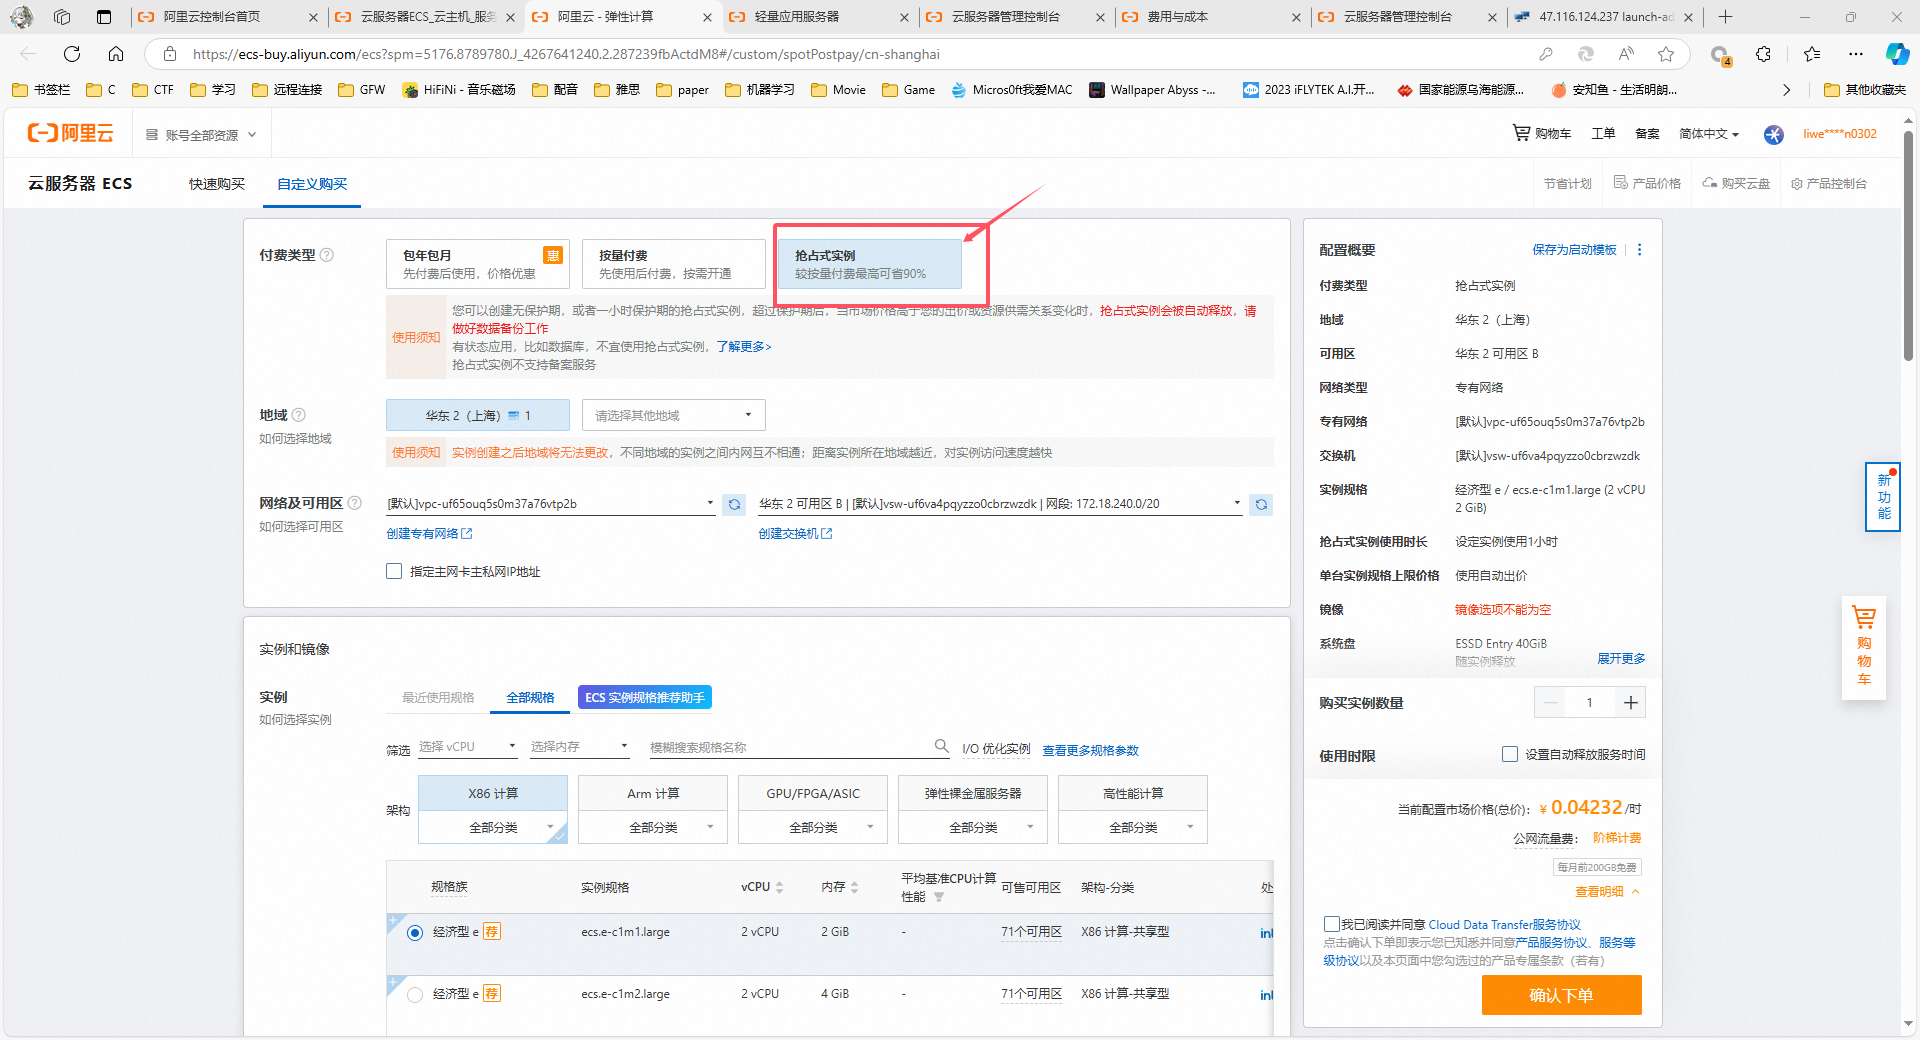 阿里云控制台首页
云服务器ECS_云主机_服务
阿里云 - 弹性计算
轻量应用服务器
云服务器管理控制台
费用与成本
云服务器管理控制台
47.116.124.237 launch-ad
https://ecs-buy.aliyun.com/ecs?spm=5176.8789780.J_4267641240.2.287239fbActdM8#/custom/spotPostpay/cn-shanghai
4
书签栏
C
CTF
学习
远程连接
GFW
HiFiNi - 音乐磁场
配音
雅思
paper
机器学习
Movie
Game
Micros0ft我爱MAC
Wallpaper Abyss -...
2023 iFLYTEK A.I.开...
国家能源乌海能源...
安知鱼 - 生活明朗...
其他收藏夹
阿里云
账号全部资源
购物车
工单
备案
简体中文
liwe****n0302
云服务器 ECS
快速购买
自定义购买
节省计划
产品价格
购买云盘
产品控制台
付费类型
包年包月
惠
先付费后使用，价格优惠
按量付费
先使用后付费，按需开通
抢占式实例
较按量付费最高可省90%
使用须知
您可以创建无保护期，或者一小时保护期的抢占式实例，超过保护期后，当市场价格高于您的出价或资源供需关系变化时，抢占式实例会被自动释放，请
做好数据备份工作
有状态应用，比如数据库，不宜使用抢占式实例，了解更多>
抢占式实例不支持备案服务
地域
如何选择地域
华东 2（上海） 1
请选择其他地域
使用须知
实例创建之后地域将无法更改，不同地域的实例之间内网互不相通；距离实例所在地域越近，对实例访问速度越快
网络及可用区
如何选择可用区
[默认]vpc-uf65ouq5s0m37a76vtp2b
华东 2 可用区 B | [默认]vsw-uf6va4pqyzzo0cbrzwzdk | 网段: 172.18.240.0/20
创建专有网络
创建交换机
指定主网卡主私网IP地址
实例和镜像
实例
如何选择实例
最近使用规格
全部规格
ECS 实例规格推荐助手
筛选
选择 vCPU
选择内存
模糊搜索规格名称
I/O 优化实例
查看更多规格参数
架构
X86 计算
全部分类
Arm 计算
全部分类
GPU/FPGA/ASIC
全部分类
弹性裸金属服务器
全部分类
高性能计算
全部分类
规格族
实例规格
vCPU
内存
平均基准CPU计算
性能
可售可用区
架构-分类
处
经济型 e 荐
ecs.e-c1m1.large
2 vCPU
2 GiB
-
71个可用区
X86 计算-共享型
Int
经济型 e 荐
ecs.e-c1m2.large
2 vCPU
4 GiB
-
71个可用区
X86 计算-共享型
Int
配置概要
保存为启动模板
付费类型
抢占式实例
地域
华东 2（上海）
可用区
华东 2 可用区 B
网络类型
专有网络
专有网络
[默认]vpc-uf65ouq5s0m37a76vtp2b
交换机
[默认]vsw-uf6va4pqyzzo0cbrzwzdk
实例规格
经济型 e / ecs.e-c1m1.large (2 vCPU
2 GiB)
抢占式实例使用时长
设定实例使用1小时
单台实例规格上限价格
使用自动出价
镜像
镜像选项不能为空
系统盘
ESSD Entry 40GiB
随实例释放
展开更多
购买实例数量
1
使用时限
设置自动释放服务时间
当前配置市场价格(总价)： ¥ 0.04232 /时
公网流量费： 阶梯计费
每月前200GB免费
查看明细
我已阅读并同意 Cloud Data Transfer服务协议
点击确认下单即表示您已知悉并同意产品服务协议、服务等
级协议以及本页面中您勾选过的产品专属条款（若有）
确认下单
新
功
能
购
物
车